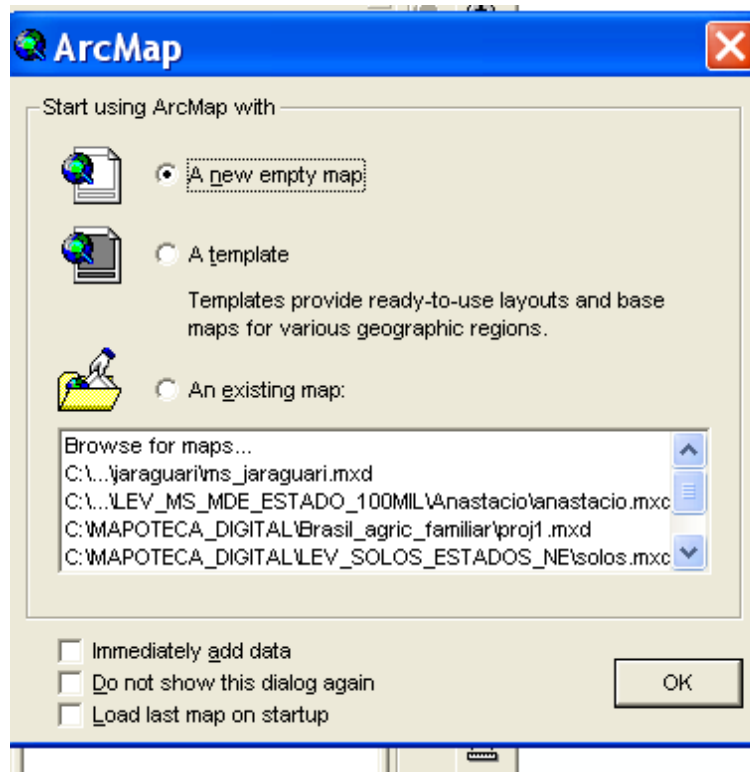 ArcMap
Start using ArcMap with
A new empty map
A template
Templates provide ready-to-use layouts and base
maps for various geographic regions.
An existing map:
Browse for maps...
C:\...\jaraguari\ms_jaraguari.mxd
C:\...\LEV_MS_MDE_ESTADO_100MIL\Anastacio\anastacio.mxc
C:\MAPOTECA_DIGITAL\Brasil_agric_familiar\proj1.mxd
C:\MAPOTECA_DIGITAL\LEV_SOLOS_ESTADOS_NE\solos.mxc
Immediately add data
Do not show this dialog again
OK
Load last map on startup